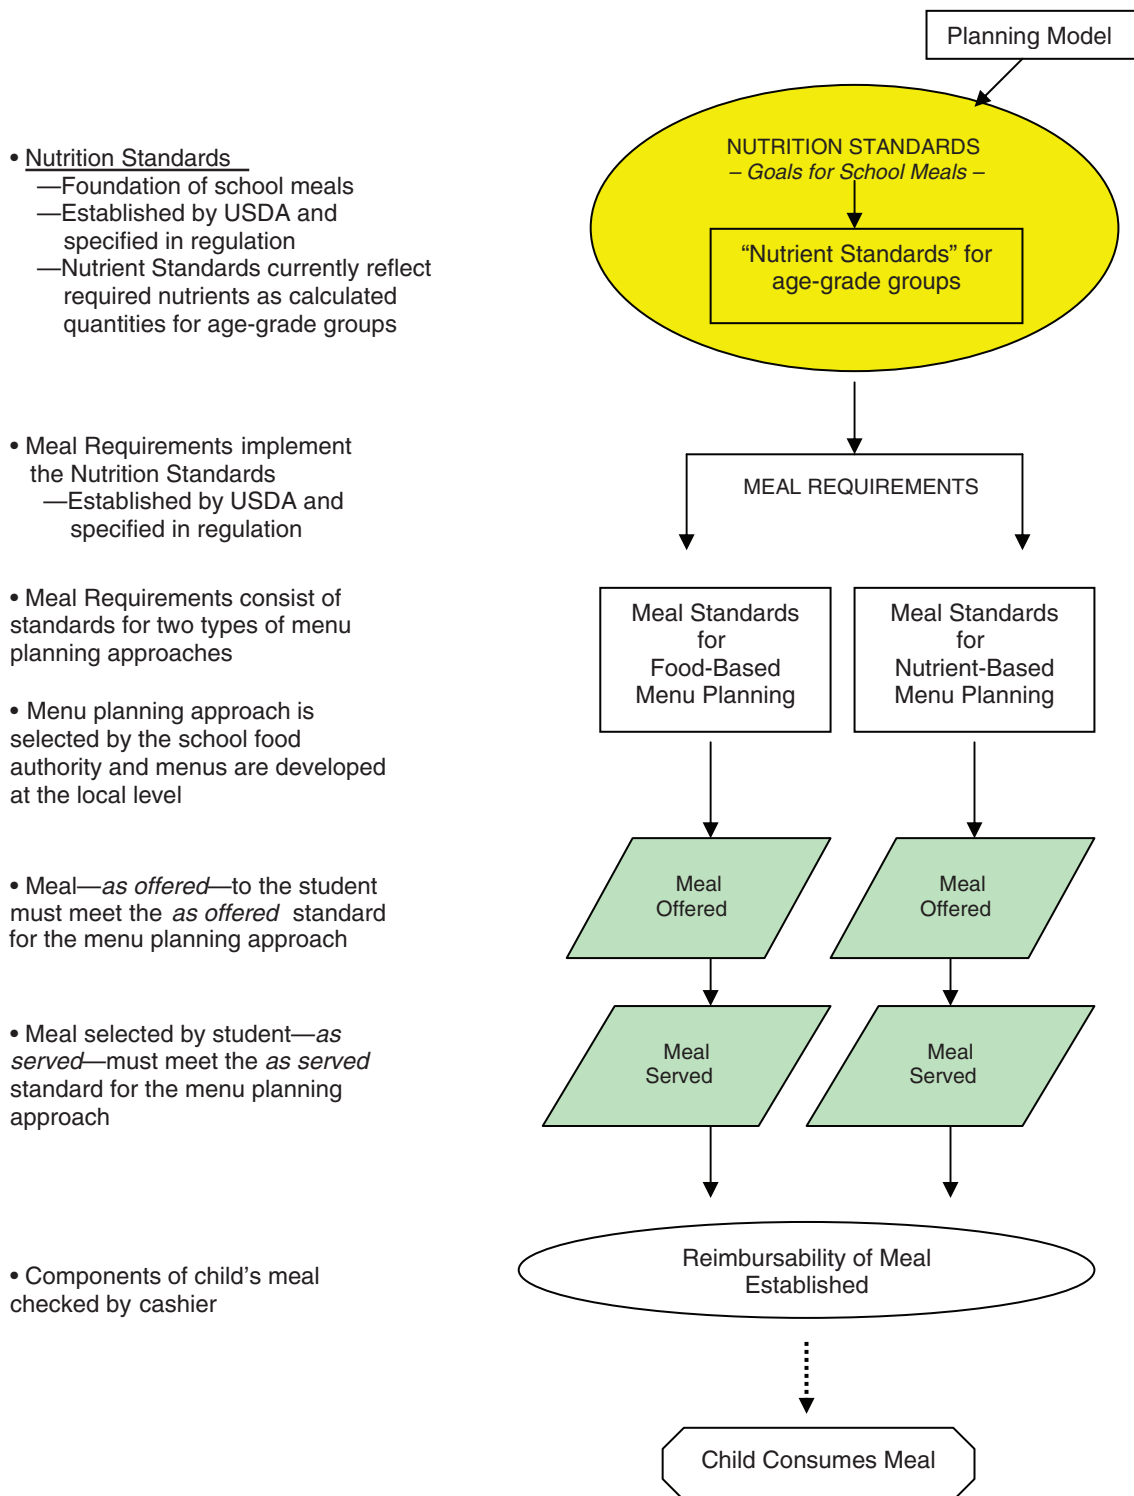 Planning Model
• Nutrition Standards
—Foundation of school meals
—Established by USDA and
specified in regulation
—Nutrient Standards currently reflect
required nutrients as calculated
quantities for age-grade groups
NUTRITION STANDARDS
– Goals for School Meals –
“Nutrient Standards” for
age-grade groups
• Meal Requirements implement
the Nutrition Standards
—Established by USDA and
specified in regulation
MEAL REQUIREMENTS
• Meal Requirements consist of
standards for two types of menu
planning approaches
• Menu planning approach is
selected by the school food
authority and menus are developed
at the local level
Meal Standards
for
Food-Based
Menu Planning
Meal Standards
for
Nutrient-Based
Menu Planning
• Meal—as offered—to the student
must meet the as offered standard
for the menu planning approach
Meal
Offered
Meal
Offered
• Meal selected by student—as
served—must meet the as served
standard for the menu planning
approach
Meal
Served
Meal
Served
• Components of child’s meal
checked by cashier
Reimbursability of Meal
Established
Child Consumes Meal